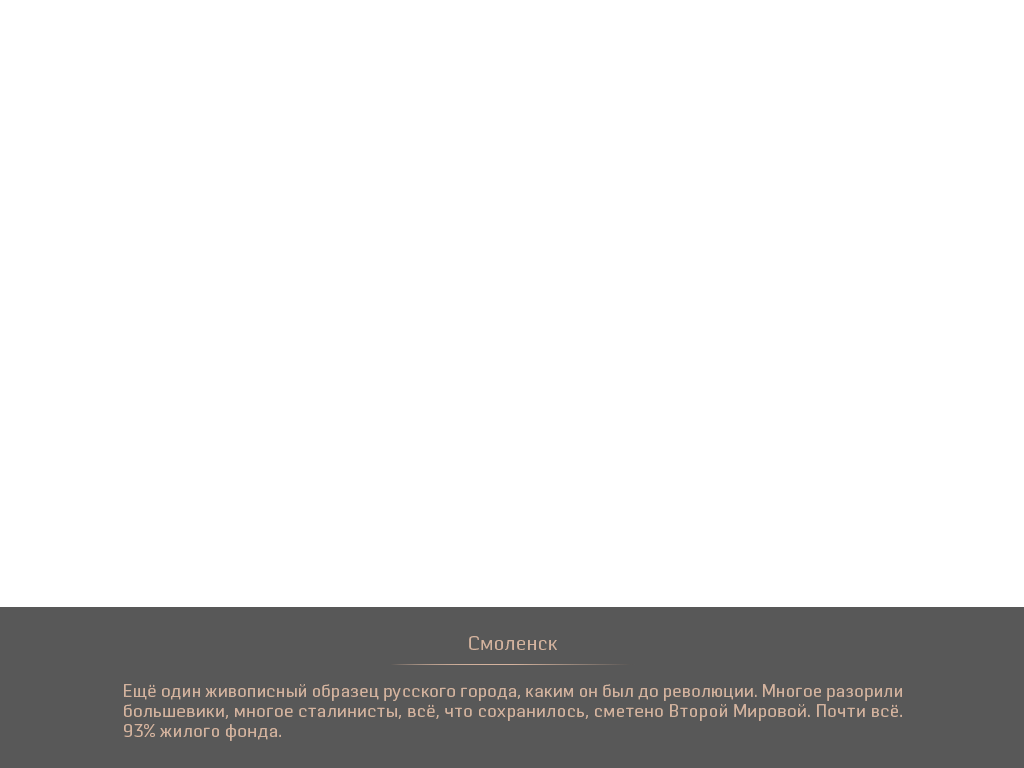 Смоленск
Ещё один живописный образец русского города, каким он был до революции. Многое разорили
большевики, многое сталинисты, всё, что сохранилось, сметено Второй Мировой. Почти всё.
93% жилого фонда.